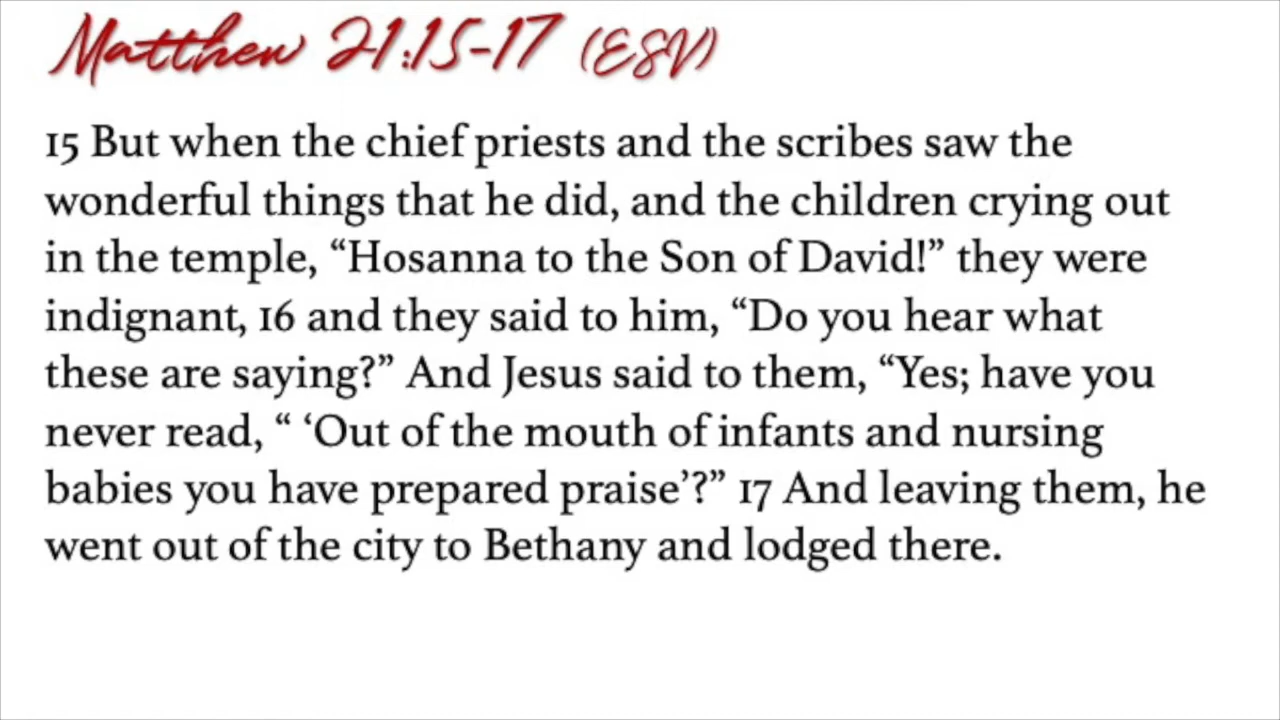 Matthew 21:15-17 (ESV)
15 But when the chief priests and the scribes saw the
wonderful things that he did, and the children crying out
in the temple, “Hosanna to the Son of David!” they were
indignant, 16 and they said to him, “Do you hear what
these are saying?” And Jesus said to them, “Yes; have you
never read, “ ‘Out of the mouth of infants and nursing
babies you have prepared praise’?” 17 And leaving them, he
went out of the city to Bethany and lodged there.